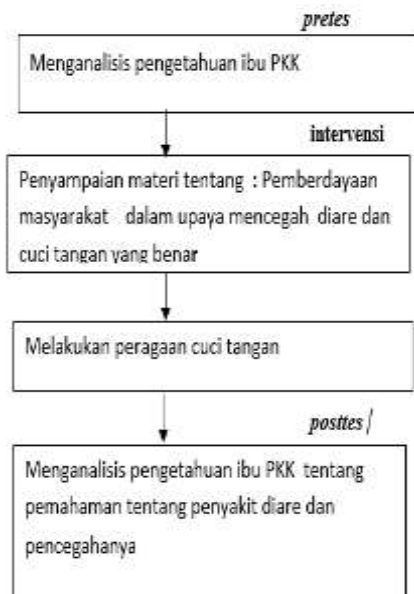 pretes
Menganalisis pengetahuan ibu PKK
intervensi
Penyampaian materi tentang : Pemberdayaan
masyarakat dalam upaya mencegah diare dan
cuci tangan yang benar
Melakukan peragaan cuci tangan
posttes /
Menganalisis pengetahuan ibu PKK tentang
pemahaman tentang penyakit diare dan
pencegahanya